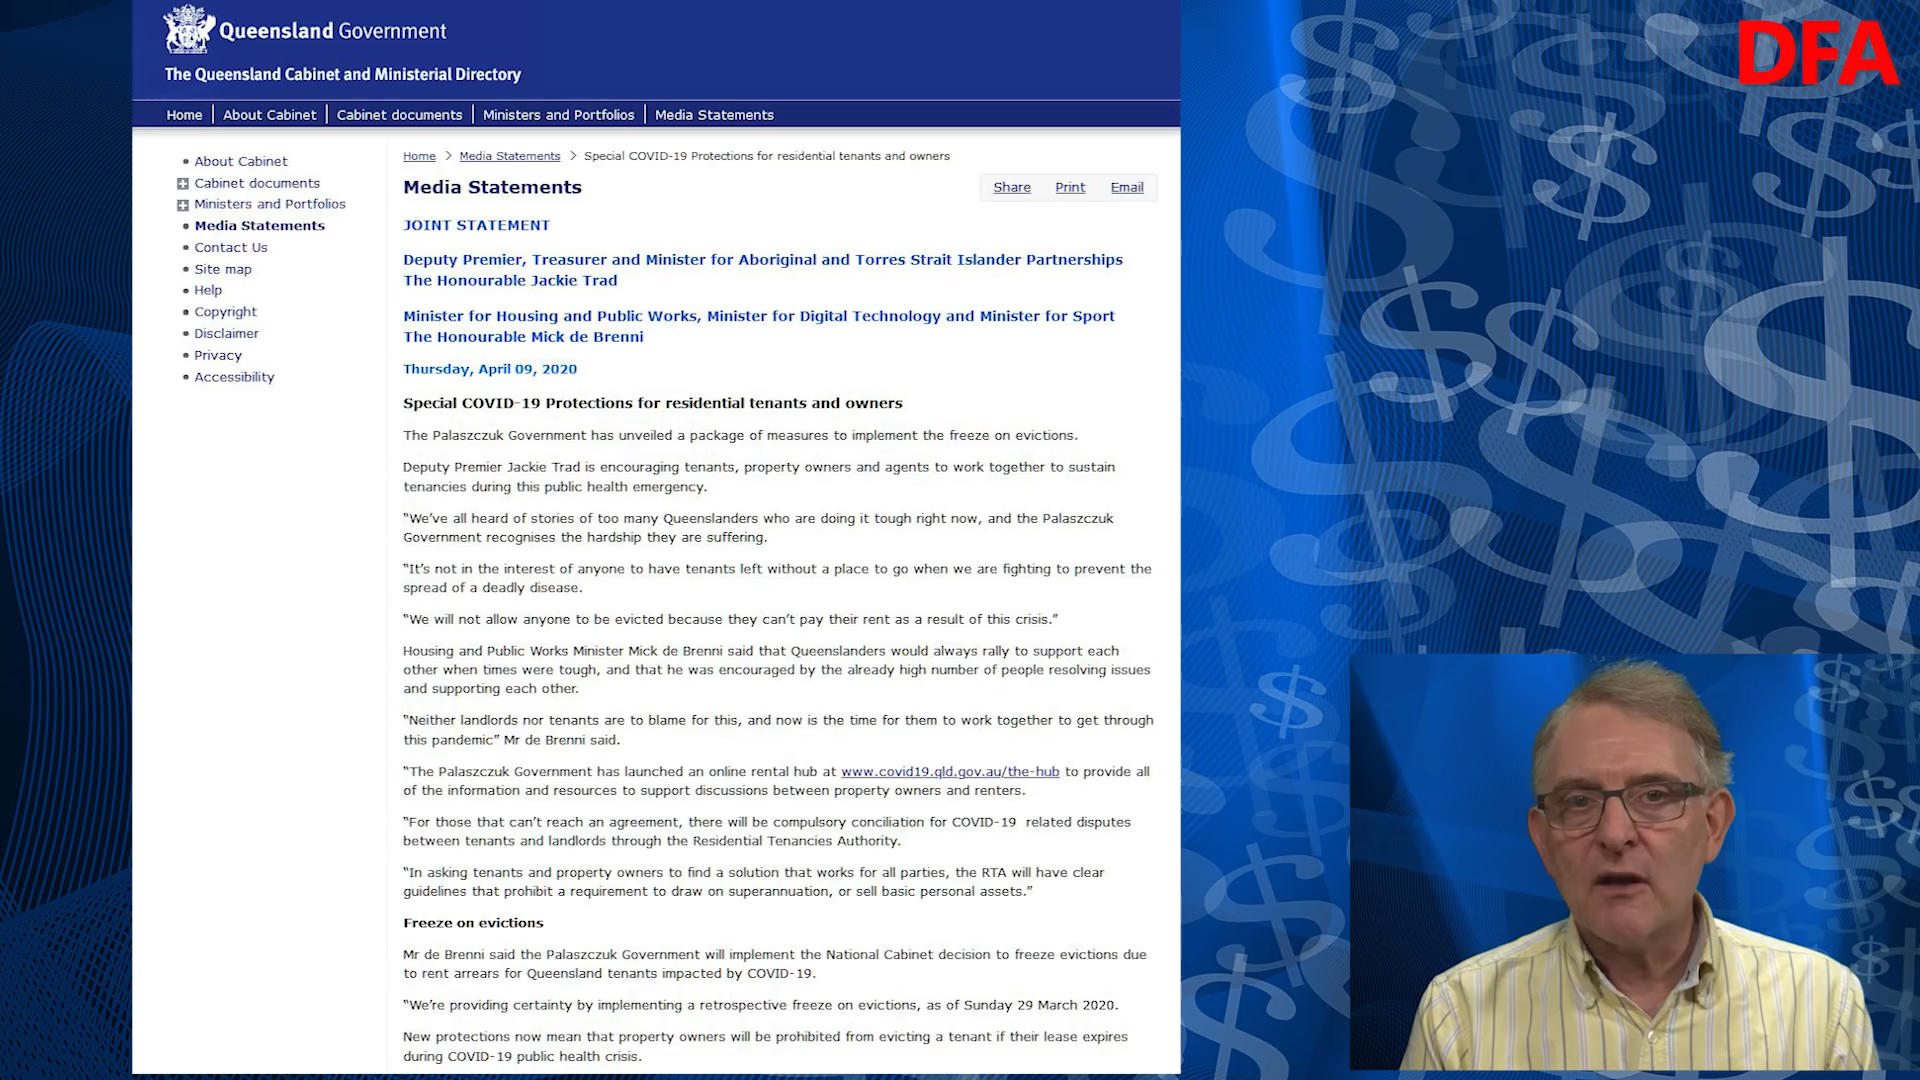 Queensland Government
The Queensland Cabinet and Ministerial Directory
DFA
Home
About Cabinet
Cabinet documents
Ministers and Portfolios
Media Statements
About Cabinet
Cabinet documents
Ministers and Portfolios
Media Statements
Contact Us
Site map
Help
Copyright
Disclaimer
Privacy
Accessibility
Home > Media Statements > Special COVID-19 Protections for residential tenants and owners
Media Statements
Share Print Email
JOINT STATEMENT
Deputy Premier, Treasurer and Minister for Aboriginal and Torres Strait Islander Partnerships
The Honourable Jackie Trad
Minister for Housing and Public Works, Minister for Digital Technology and Minister for Sport
The Honourable Mick de Brenni
Thursday, April 09, 2020
Special COVID-19 Protections for residential tenants and owners
The Palaszczuk Government has unveiled a package of measures to implement the freeze on evictions.
Deputy Premier Jackie Trad is encouraging tenants, property owners and agents to work together to sustain
tenancies during this public health emergency.
“We’ve all heard of stories of too many Queenslanders who are doing it tough right now, and the Palaszczuk
Government recognises the hardship they are suffering.
“It’s not in the interest of anyone to have tenants left without a place to go when we are fighting to prevent the
spread of a deadly disease.
“We will not allow anyone to be evicted because they can’t pay their rent as a result of this crisis.”
Housing and Public Works Minister Mick de Brenni said that Queenslanders would always rally to support each
other when times were tough, and that he was encouraged by the already high number of people resolving issues
and supporting each other.
“Neither landlords nor tenants are to blame for this, and now is the time for them to work together to get through
this pandemic” Mr de Brenni said.
“The Palaszczuk Government has launched an online rental hub at www.covid19.qld.gov.au/the-hub to provide all
of the information and resources to support discussions between property owners and renters.
“For those that can’t reach an agreement, there will be compulsory conciliation for COVID-19 related disputes
between tenants and landlords through the Residential Tenancies Authority.
“In asking tenants and property owners to find a solution that works for all parties, the RTA will have clear
guidelines that prohibit a requirement to draw on superannuation, or sell basic personal assets.”
Freeze on evictions
Mr de Brenni said the Palaszczuk Government will implement the National Cabinet decision to freeze evictions due
to rent arrears for Queensland tenants impacted by COVID-19.
“We’re providing certainty by implementing a retrospective freeze on evictions, as of Sunday 29 March 2020.
New protections now mean that property owners will be prohibited from evicting a tenant if their lease expires
during COVID-19 public health crisis.